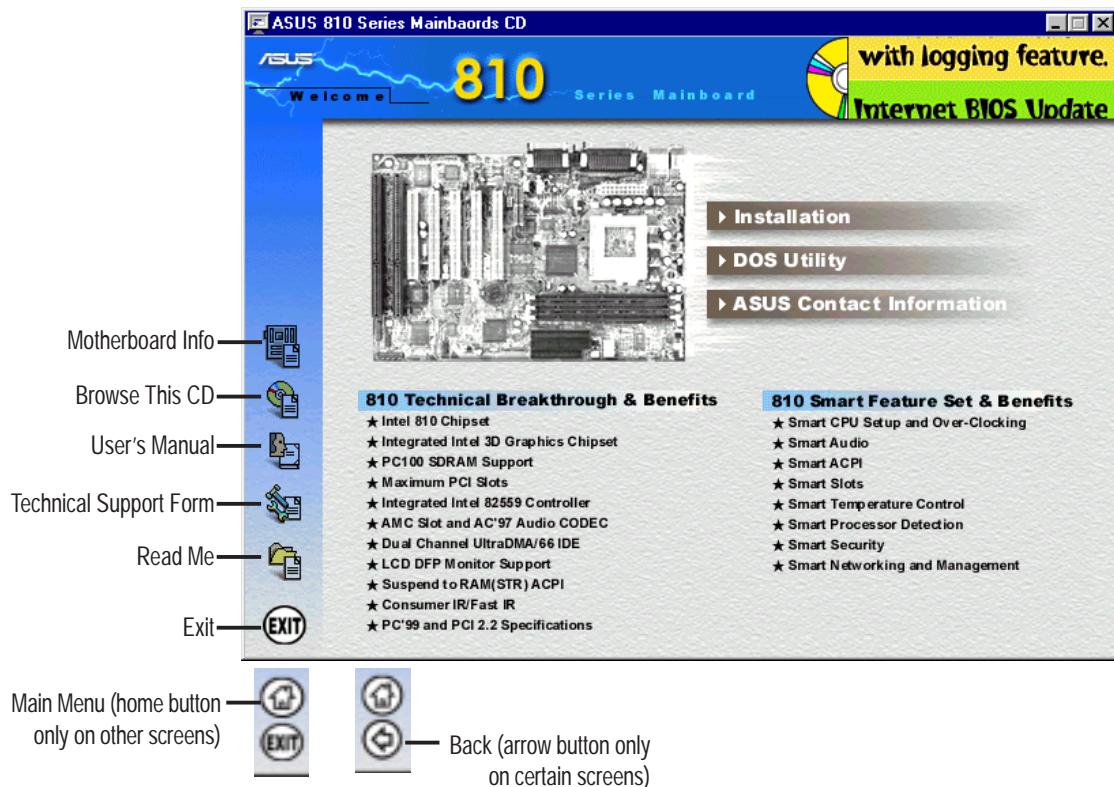 ASUS 810 Series Mainbaords CD
ASUS
Welcome
810
Series Mainboard
with logging feature.
Internet BIOS Update
Installation
DOS Utility
ASUS Contact Information
Motherboard Info
Browse This CD
User's Manual
Technical Support Form
Read Me
Exit
EXIT
810 Technical Breakthrough & Benefits
★ Intel 810 Chipset
★ Integrated Intel 3D Graphics Chipset
★ PC100 SDRAM Support
★ Maximum PCI Slots
★ Integrated Intel 82559 Controller
★ AMC Slot and AC'97 Audio CODEC
★ Dual Channel UltraDMA/66 IDE
★ LCD DFP Monitor Support
★ Suspend to RAM(STR) ACPI
★ Consumer IR/Fast IR
★ PC'99 and PCI 2.2 Specifications
810 Smart Feature Set & Benefits
★ Smart CPU Setup and Over-Clocking
★ Smart Audio
★ Smart ACPI
★ Smart Slots
★ Smart Temperature Control
★ Smart Processor Detection
★ Smart Security
★ Smart Networking and Management
Main Menu (home button
only on other screens)
EXIT
Back (arrow button only
on certain screens)